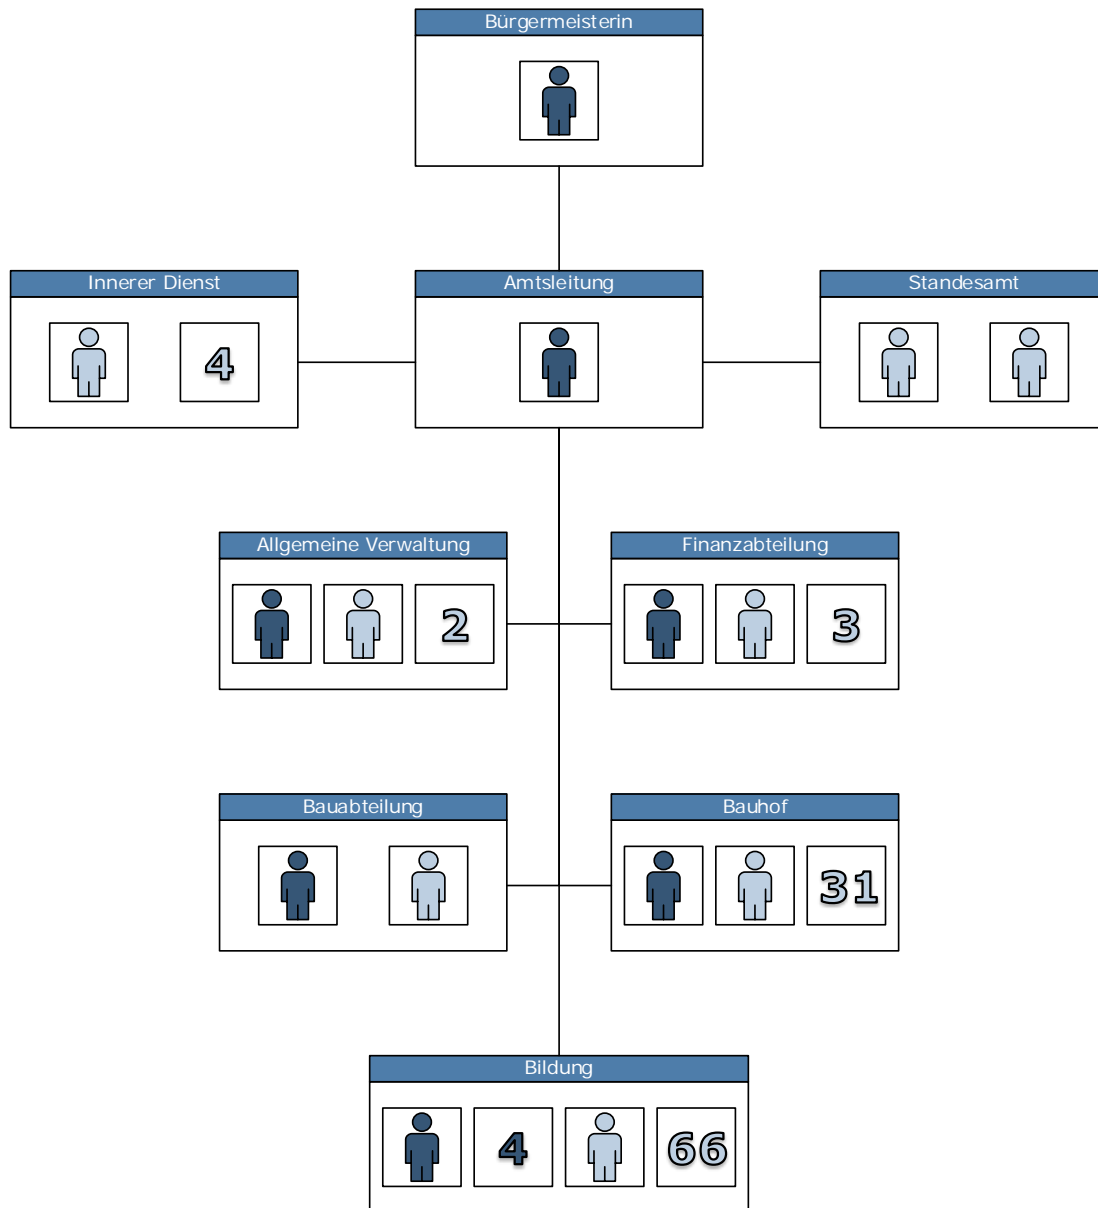 Bürgermeisterin
Innerer Dienst
Amtsleitung
Standesamt
4
Allgemeine Verwaltung
Finanzabteilung
2
3
Bauabteilung
Bauhof
31
Bildung
4
66